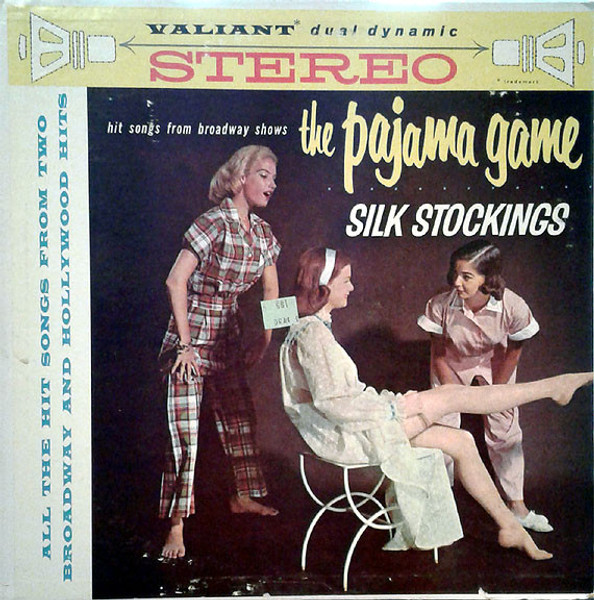 VALIANT* dual dynamic
STEREO
* trademark
hit songs from broadway shows
the pajama game
SILK STOCKINGS
ALL THE HIT SONGS FROM TWO
BROADWAY AND HOLLYWOOD HITS